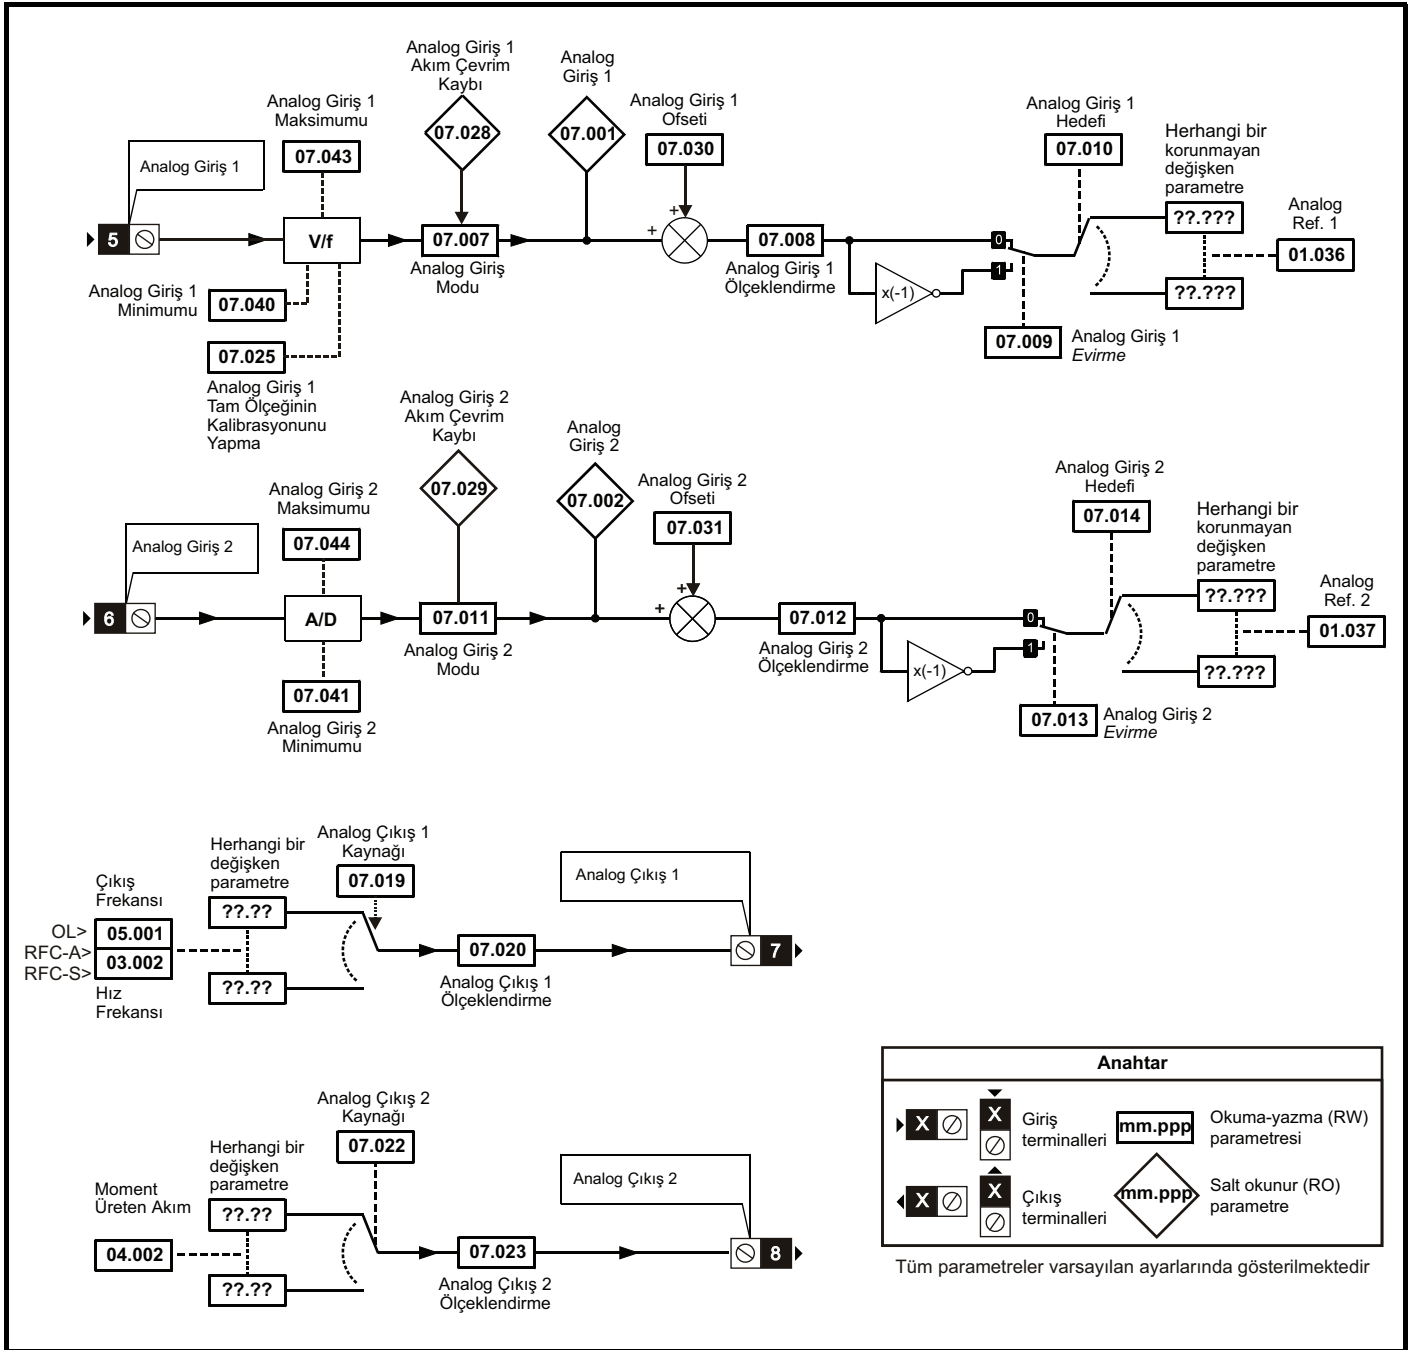 Analog Giriş 1
Akım Çevrim
Kaybı
07.028
Analog
Giriş 1
07.001
Analog Giriş 1
Maksimumu
07.043
Analog Giriş 1
Ofseti
07.030
Analog Giriş 1
Hedefi
07.010
Herhangi bir
korunmayan
değişken
parametre
??.???
??.???
Analog
Ref. 1
01.036
Analog Giriş 1
5
V/f
07.007
Analog Giriş
Modu
+
+
07.008
Analog Giriş 1
Ölçeklendirme
x(-1)
0
1
07.009
Analog Giriş 1
Evirme
Analog Giriş 1
Minimumu
07.040
07.025
Analog Giriş 1
Tam Ölçeğinin
Kalibrasyonunu
Yapma
Analog Giriş 2
Akım Çevrim
Kaybı
07.029
Analog
Giriş 2
07.002
Analog Giriş 2
Maksimumu
07.044
Analog Giriş 2
Ofseti
07.031
Analog Giriş 2
Hedefi
07.014
Herhangi bir
korunmayan
değişken
parametre
??.???
??.???
Analog
Ref. 2
01.037
Analog Giriş 2
6
A/D
07.011
Analog Giriş 2
Modu
+
+
07.012
Analog Giriş 2
Ölçeklendirme
x(-1)
0
1
07.013
Analog Giriş 2
Evirme
07.041
Analog Giriş 2
Minimumu
Analog Çıkış 1
Kaynağı
07.019
Herhangi bir
değişken
parametre
??.??
??.??
Çıkış
Frekansı
OL>
05.001
RFC-A>
03.002
RFC-S>
Hız
Frekansı
07.020
Analog Çıkış 1
Ölçeklendirme
Analog Çıkış 1
7
Analog Çıkış 2
Kaynağı
07.022
Herhangi bir
değişken
parametre
??.??
??.??
Moment
Üreten Akım
04.002
07.023
Analog Çıkış 2
Ölçeklendirme
Analog Çıkış 2
8
Anahtar
X
X
Giriş
terminalleri
mm.ppp
Okuma-yazma (RW)
parametresi
X
X
Çıkış
terminalleri
mm.ppp
Salt okunur (RO)
parametre
Tüm parametreler varsayılan ayarlarında gösterilmektedir